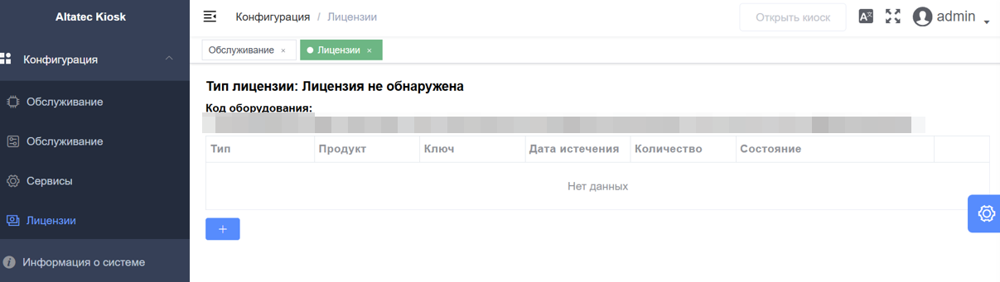 Altatec Kiosk
Конфигурация / Лицензии
Открыть киоск
admin
Конфигурация
Обслуживание ×
Лицензии ×
Обслуживание
Обслуживание
Сервисы
Лицензии
Информация о системе
Тип лицензии: Лицензия не обнаружена
Код оборудования:
Тип Продукт Ключ Дата истечения Количество Состояние
Нет данных
+